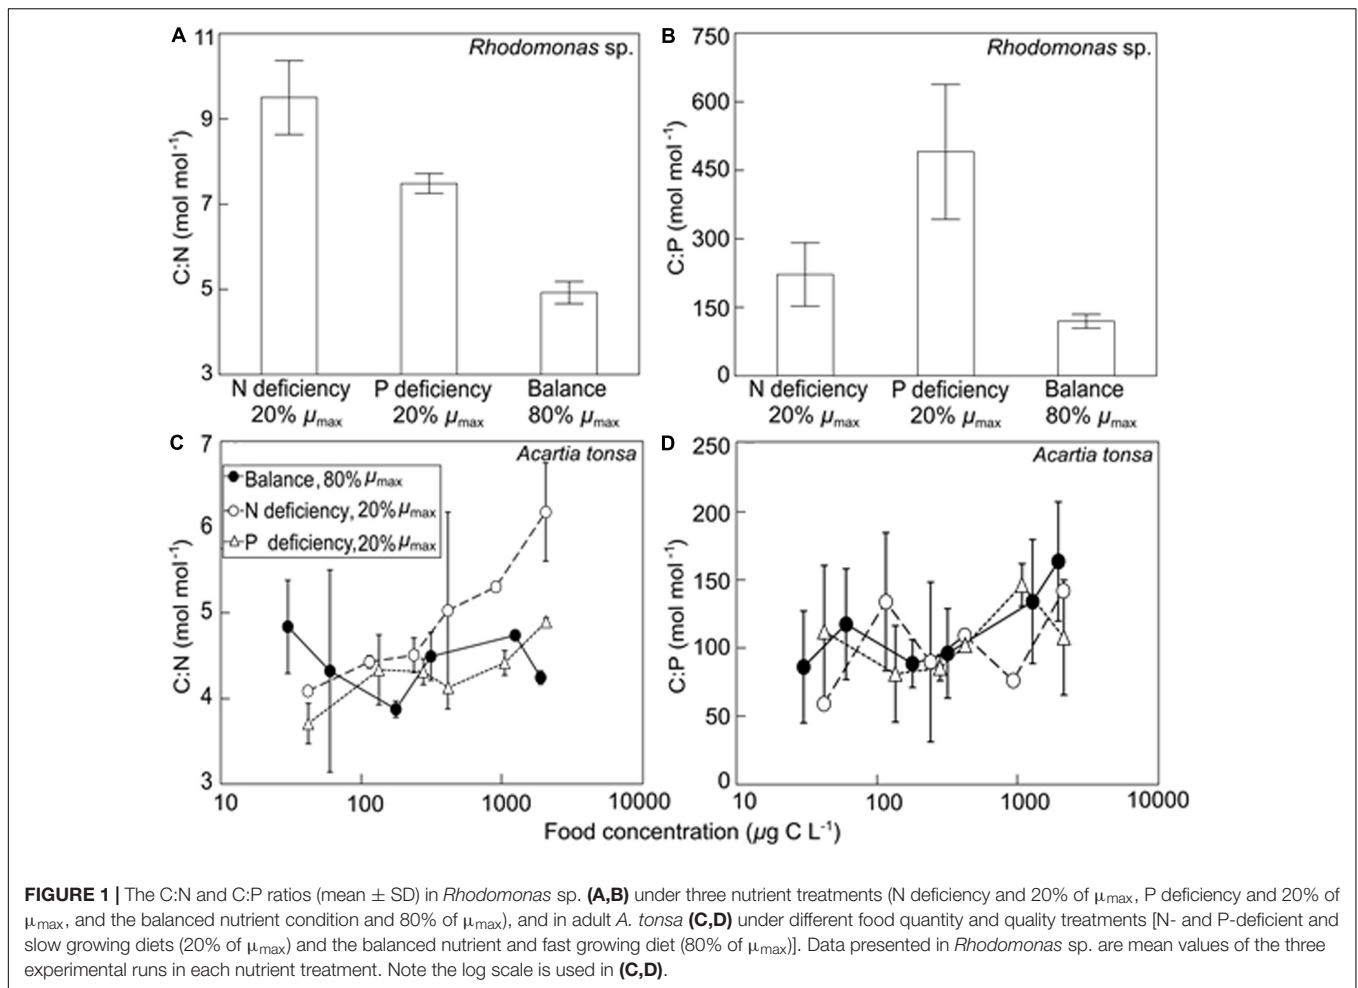 A
11
9
7
5
3
C:N (mol mol⁻¹)
Rhodomonas sp.
N deficiency
20% μmax
P deficiency
20% μmax
Balance
80% μmax
B
750
600
450
300
150
0
C:P (mol mol⁻¹)
Rhodomonas sp.
N deficiency
20% μmax
P deficiency
20% μmax
Balance
80% μmax
C
7
6
5
4
3
C:N (mol mol⁻¹)
Acartia tonsa
Balance, 80% μmax
N deficiency, 20% μmax
P deficiency, 20% μmax
10
100
1000
10000
D
250
200
150
100
50
0
C:P (mol mol⁻¹)
Acartia tonsa
10
100
1000
10000
Food concentration (μg C L⁻¹)
FIGURE 1 | The C:N and C:P ratios (mean ± SD) in Rhodomonas sp. (A,B) under three nutrient treatments (N deficiency and 20% of μmax, P deficiency and 20% of
μmax, and the balanced nutrient condition and 80% of μmax), and in adult A. tonsa (C,D) under different food quantity and quality treatments [N- and P-deficient and
slow growing diets (20% of μmax) and the balanced nutrient and fast growing diet (80% of μmax)]. Data presented in Rhodomonas sp. are mean values of the three
experimental runs in each nutrient treatment. Note the log scale is used in (C,D).